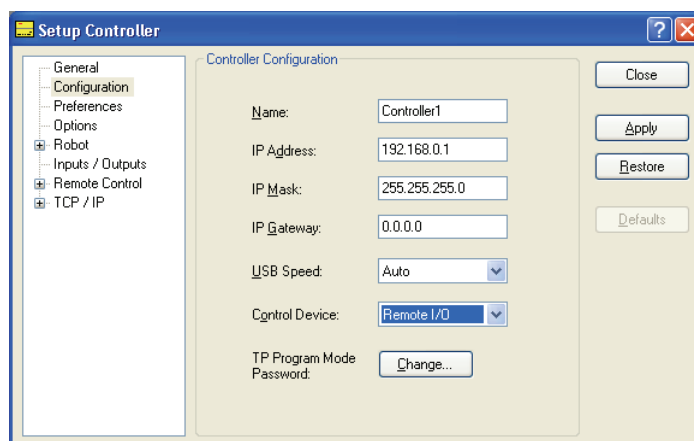 Setup Controller
General
Configuration
Preferences
Options
Robot
Inputs / Outputs
Remote Control
TCP / IP
Controller Configuration
Name: Controller1
IP Address: 192.168.0.1
IP Mask: 255.255.255.0
IP Gateway: 0.0.0.0
USB Speed: Auto
Control Device: Remote I/O
TP Program Mode
Password: Change...
Close
Apply
Restore
Defaults